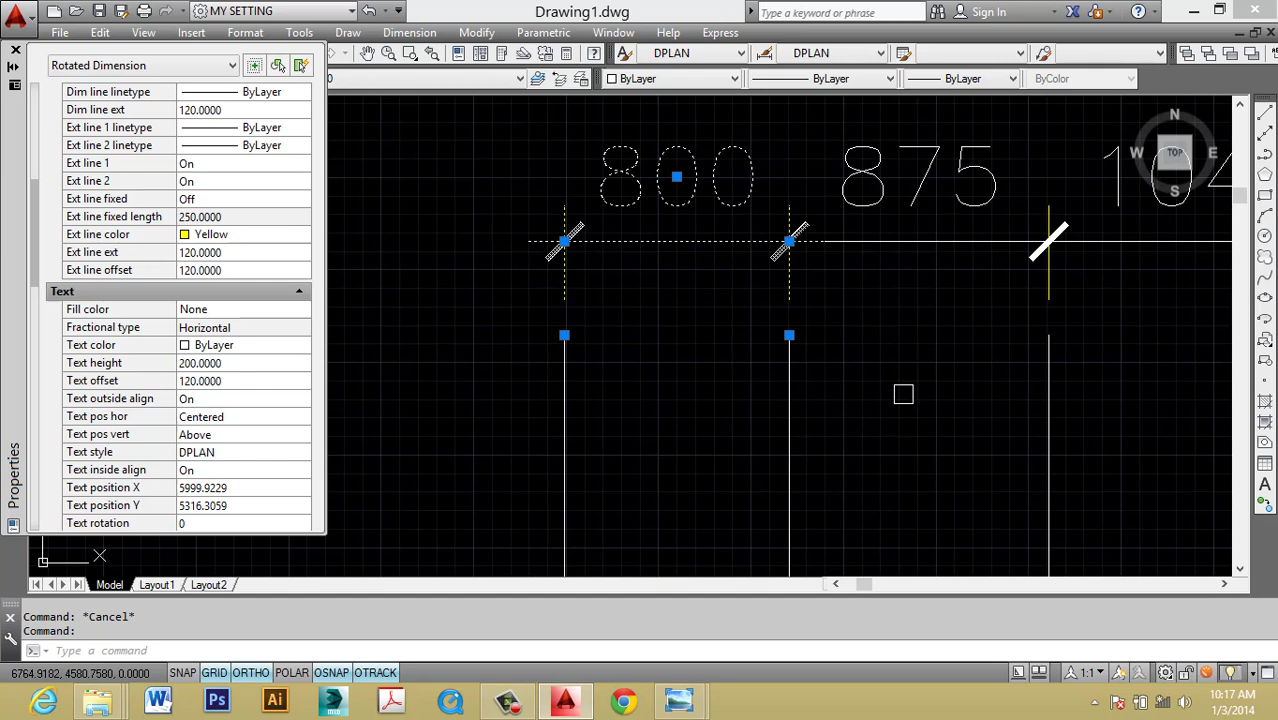 MY SETTING
Drawing1.dwg
Type a keyword or phrase
Sign In
File Edit View Insert Format Tools Draw Dimension Modify Parametric Window Help Express
DPLAN DPLAN
ByLayer ByLayer ByLayer ByColor
Rotated Dimension
Dim line linetype ByLayer
Dim line ext 120.0000
Ext line 1 linetype ByLayer
Ext line 2 linetype ByLayer
Ext line 1 On
Ext line 2 On
Ext line fixed Off
Ext line fixed length 250.0000
Ext line color Yellow
Ext line ext 120.0000
Ext line offset 120.0000
Text
Fill color None
Fractional type Horizontal
Text color ByLayer
Text height 200.0000
Text offset 120.0000
Text outside align On
Text pos hor Centered
Text pos vert Above
Text style DPLAN
Text inside align On
Text position X 5999.9229
Text position Y 5316.3059
Text rotation 0
Properties
800 875 104
N
W TOP E
S
Model Layout1 Layout2
Command: *Cancel*
Command:
Type a command
6764.9182, 4580.7580, 0.0000 SNAP GRID ORTHO POLAR OSNAP OTRACK
1:1
10:17 AM
1/3/2014